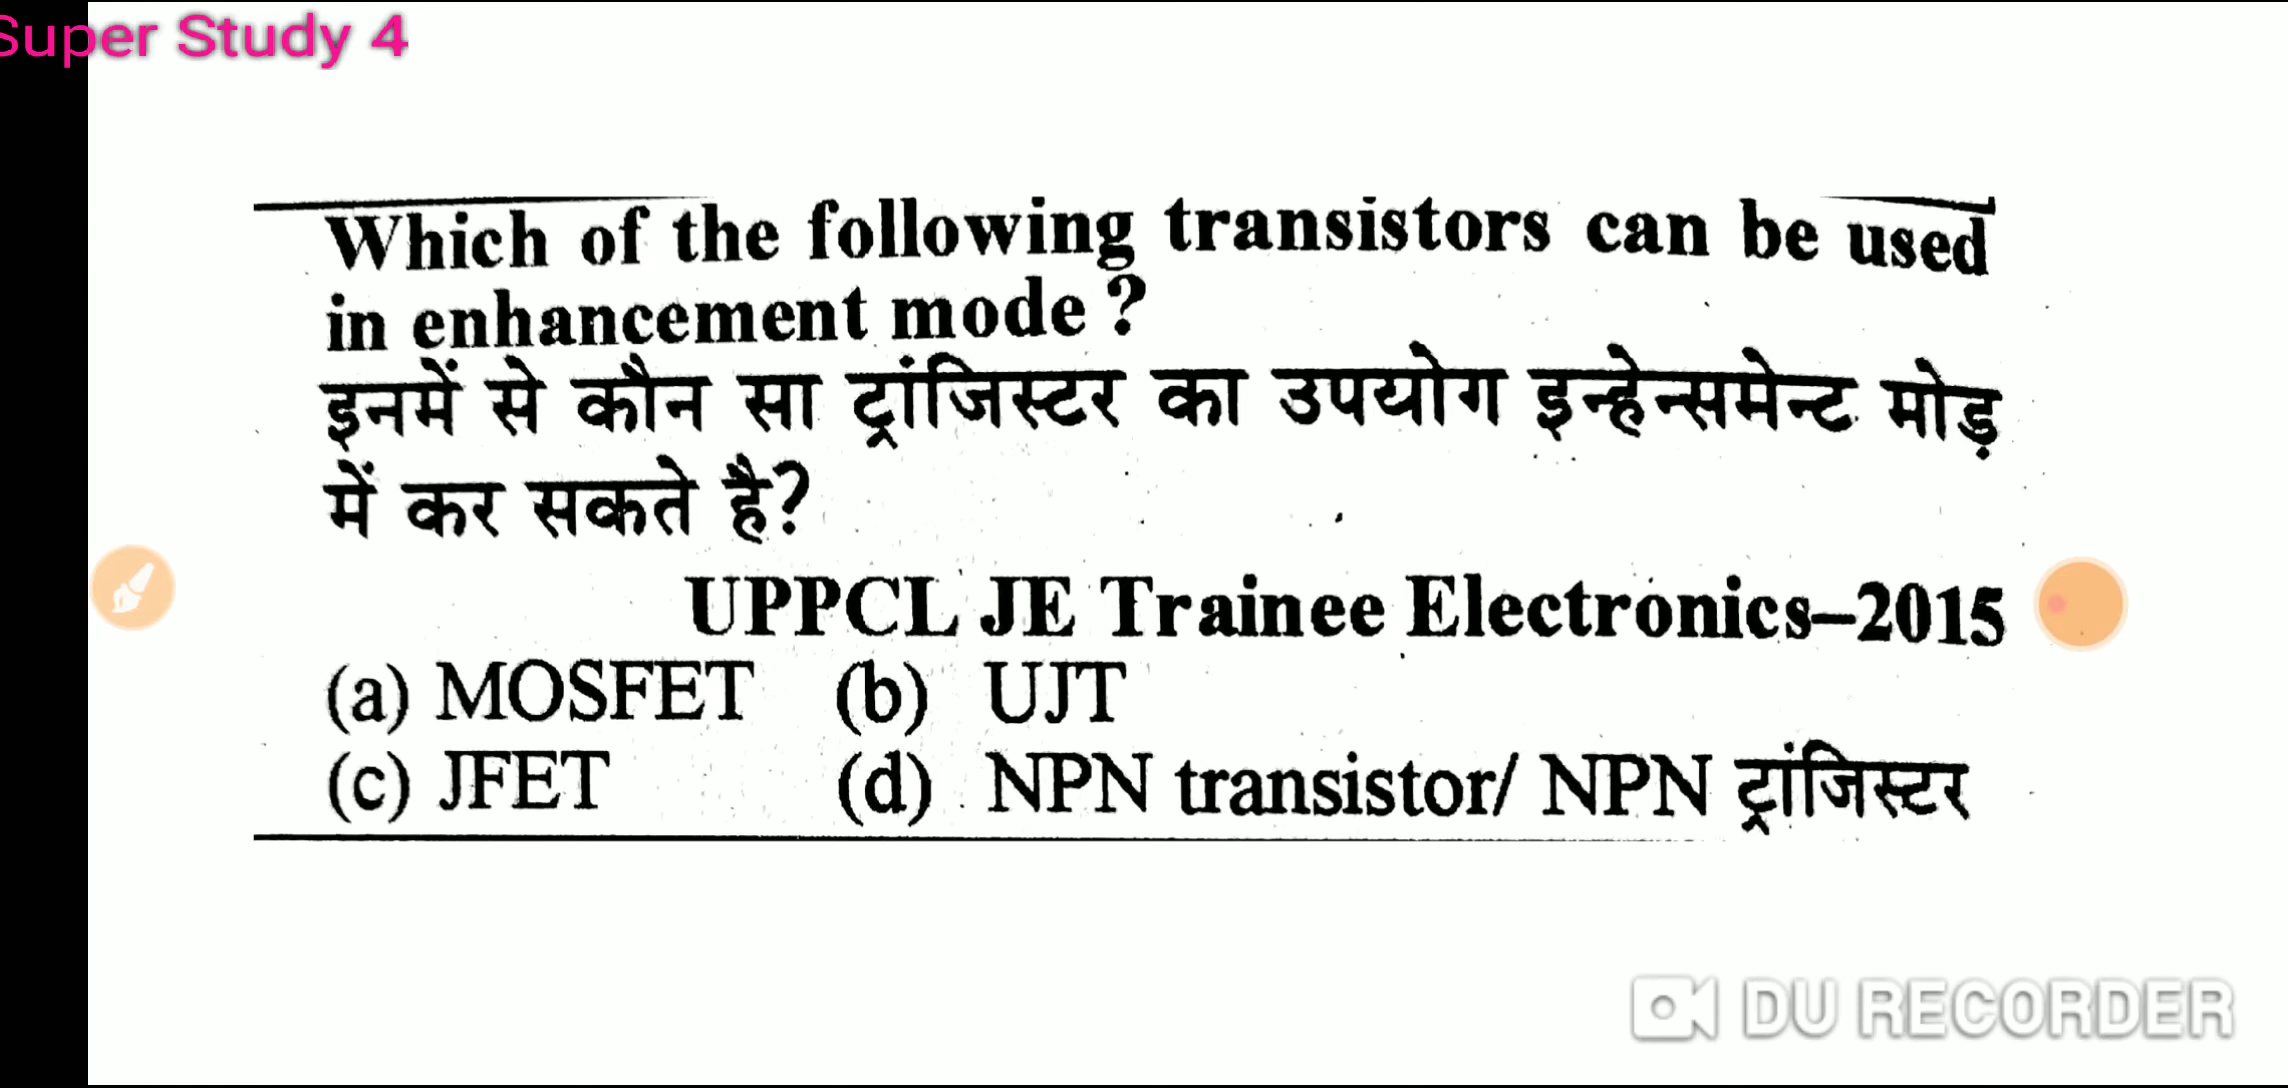 Super Study 4
Which of the following transistors can be used
in enhancement mode ?
इनमें से कौन सा ट्रांजिस्टर का उपयोग इन्हेन्समेन्ट मोड़
में कर सकते है?
UPPCL JE Trainee Electronics–2015
(a) MOSFET (b) UJT
(c) JFET (d) NPN transistor/ NPN ट्रांजिस्टर
DU RECORDER